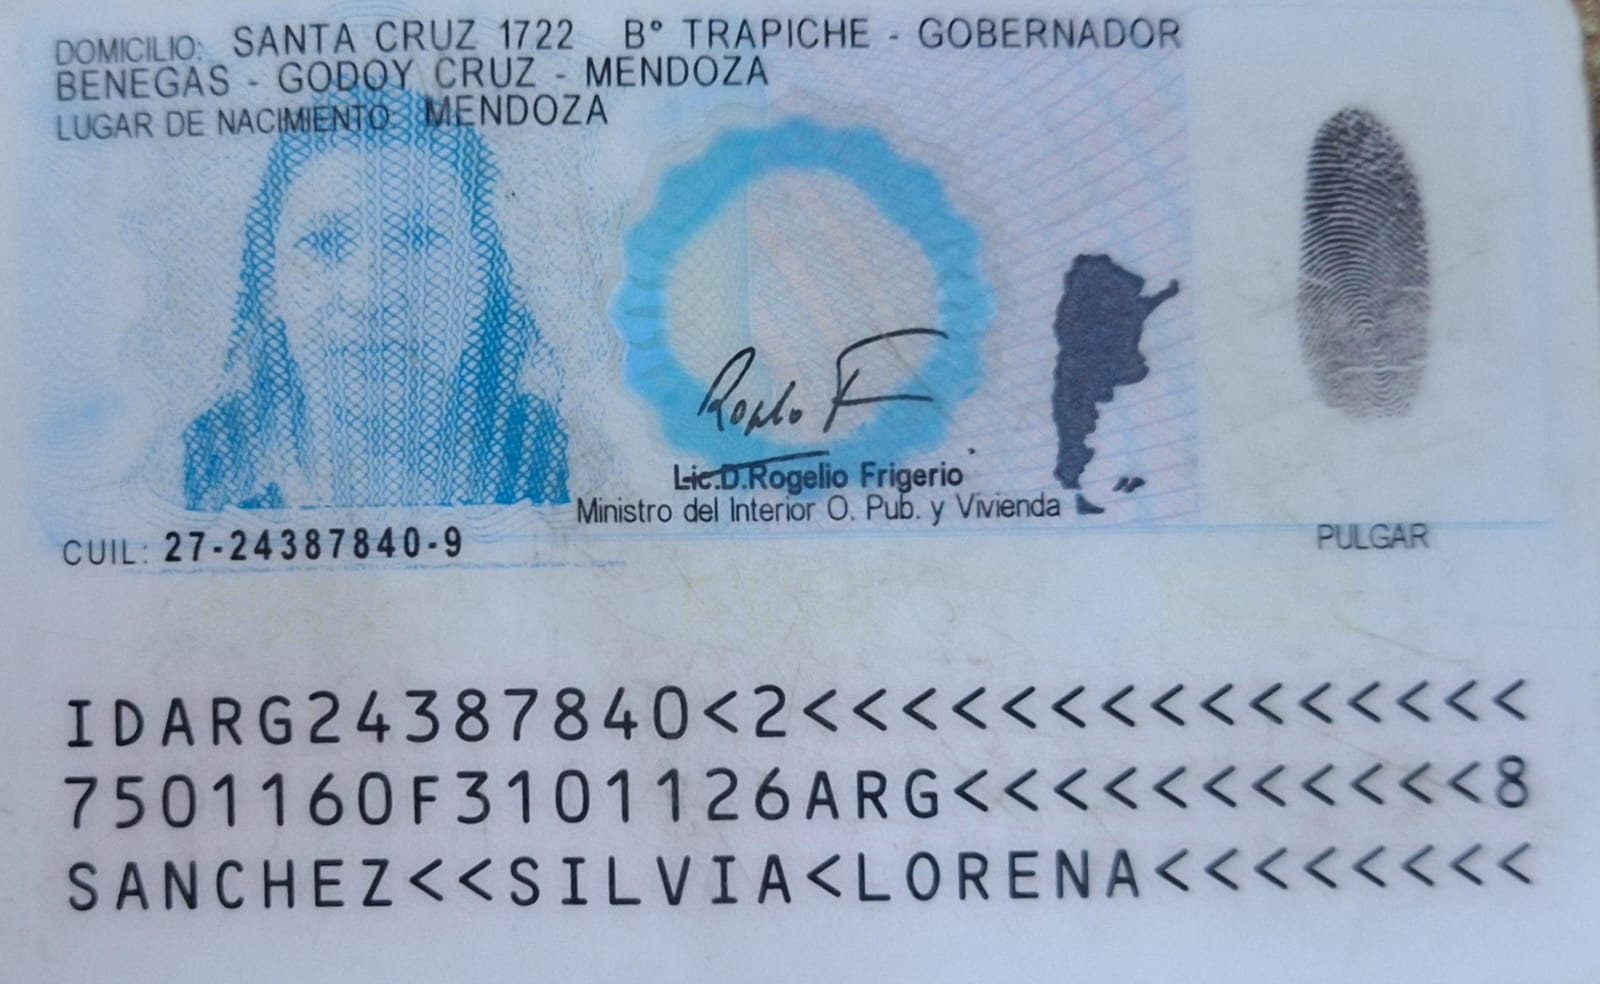 DOMICILIO: SANTA CRUZ 1722 B° TRAPICHE - GOBERNADOR
BENEGAS - GODOY CRUZ - MENDOZA
LUGAR DE NACIMIENTO: MENDOZA
Lic.D.Rogelio Frigerio
Ministro del Interior O. Pub. y Vivienda
CUIL: 27-24387840-9
PULGAR
IDARG24387840<2<<<<<<<<<<<<<<<
7501160F3101126ARG<<<<<<<<<<<8
SANCHEZ<<SILVIA<LORENA<<<<<<<<